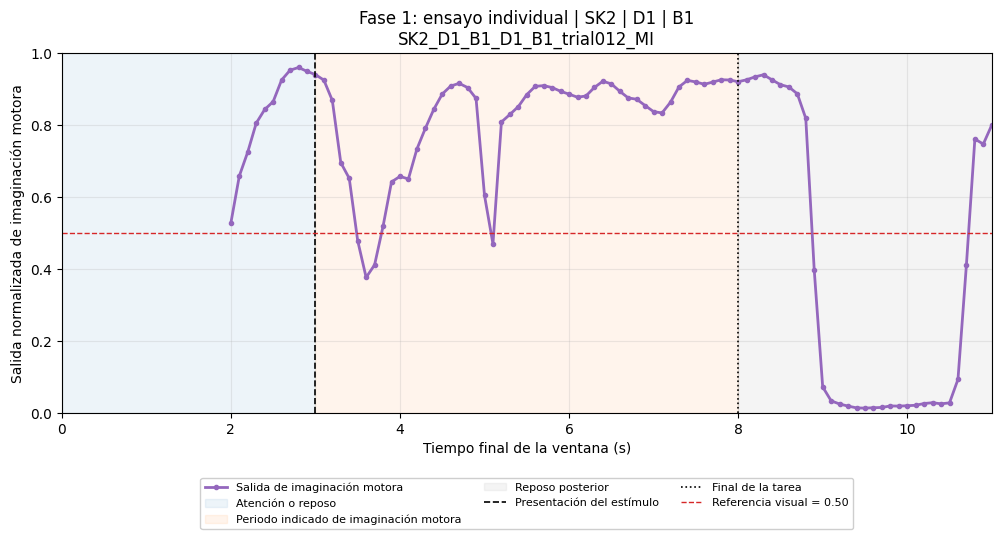 Fase 1: ensayo individual | SK2 | D1 | B1
SK2_D1_B1_D1_B1_trial012_MI
Salida normalizada de imaginación motora
1.0
0.8
0.6
0.4
0.2
0.0
0 2 4 6 8 10
Tiempo final de la ventana (s)
Salida de imaginación motora
Atención o reposo
Periodo indicado de imaginación motora
Reposo posterior
Presentación del estímulo
Final de la tarea
Referencia visual = 0.50